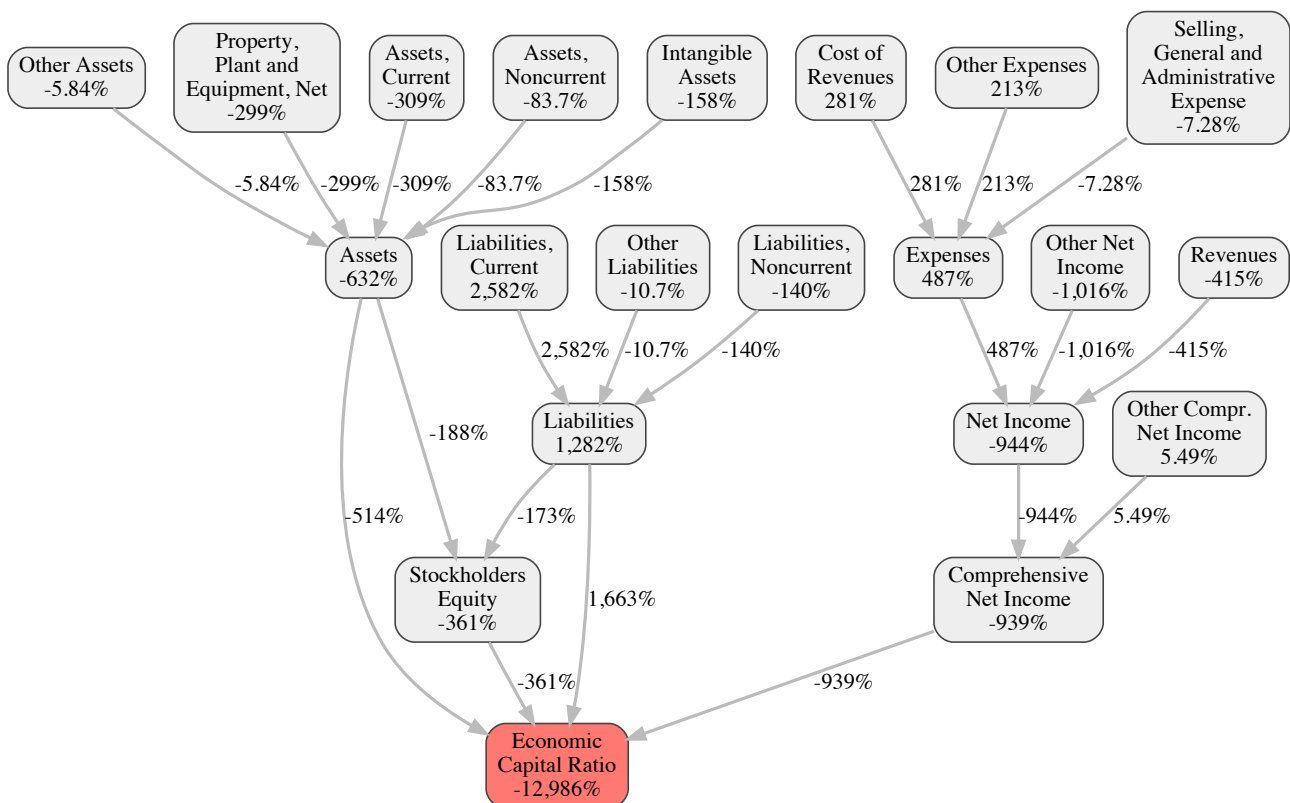 Other Assets
-5.84%
Property,
Plant and
Equipment, Net
-299%
Assets,
Current
-309%
Assets,
Noncurrent
-83.7%
Intangible
Assets
-158%
Cost of
Revenues
281%
Other Expenses
213%
Selling,
General and
Administrative
Expense
-7.28%
-5.84%
-299%
-309%
-83.7%
-158%
281%
213%
-7.28%
Assets
-632%
Liabilities,
Current
2,582%
Other
Liabilities
-10.7%
Liabilities,
Noncurrent
-140%
Expenses
487%
Other Net
Income
-1,016%
Revenues
-415%
2,582%
-10.7%
-140%
487%
-1,016%
-415%
-188%
Liabilities
1,282%
Net Income
-944%
Other Compr.
Net Income
5.49%
-514%
-173%
-944%
5.49%
Stockholders
Equity
-361%
1,663%
Comprehensive
Net Income
-939%
-361%
-939%
Economic
Capital Ratio
-12,986%